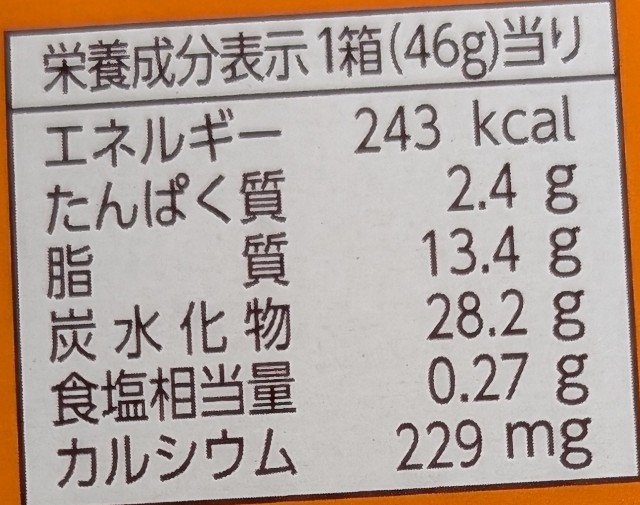 栄養成分表示1箱(46g)当り
エネルギー 243 kcal
たんぱく質 2.4 g
脂質 13.4 g
炭水化物 28.2 g
食塩相当量 0.27 g
カルシウム 229 mg